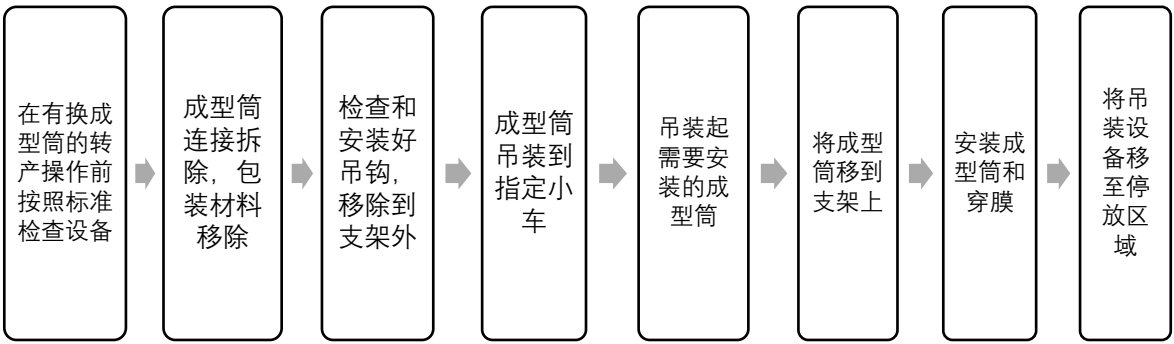 在有换成
型筒的转
产操作前
按照标准
检查设备
成型筒
连接拆
除，包
装材料
移除
检查和
安装好
吊钩，
移除到
支架外
成型筒
吊装到
指定小
车
吊装起
需要安
装的成
型筒
将成型
筒移到
支架上
安装成
型筒和
穿膜
将吊
装设
备移
至停
放区
域